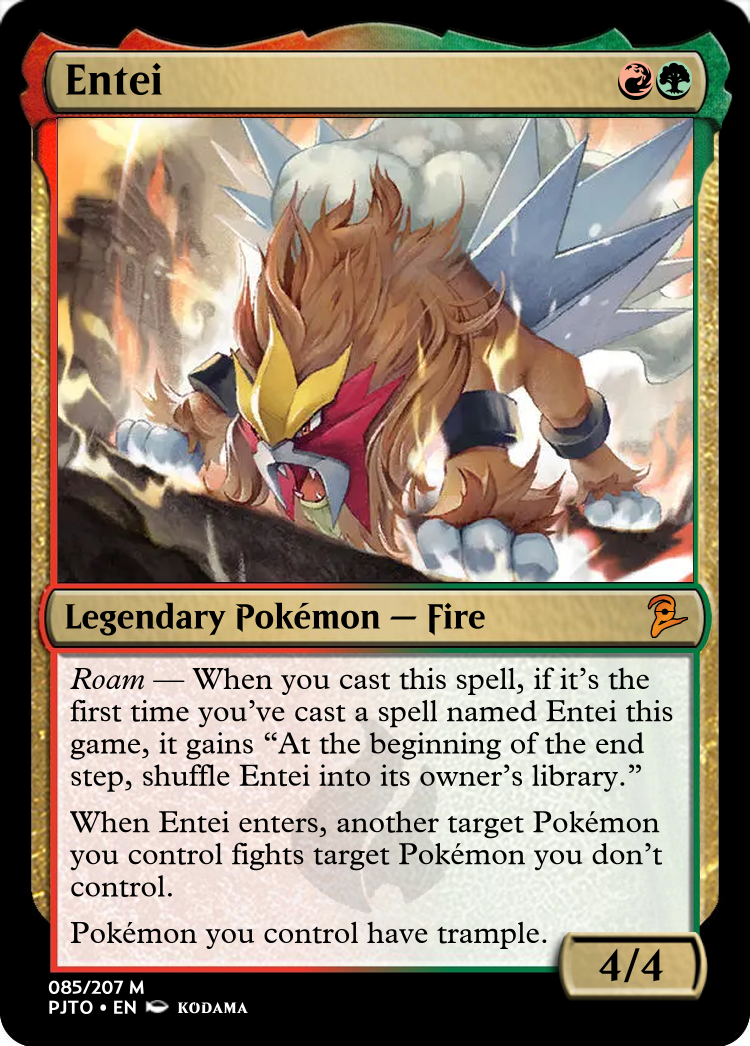 Entei
Legendary Pokémon — Fire
Roam — When you cast this spell, if it's the
first time you've cast a spell named Entei this
game, it gains “At the beginning of the end
step, shuffle Entei into its owner's library.”
When Entei enters, another target Pokémon
you control fights target Pokémon you don't
control.
Pokémon you control have trample.
4/4
085/207 M
PJTO • EN KODAMA